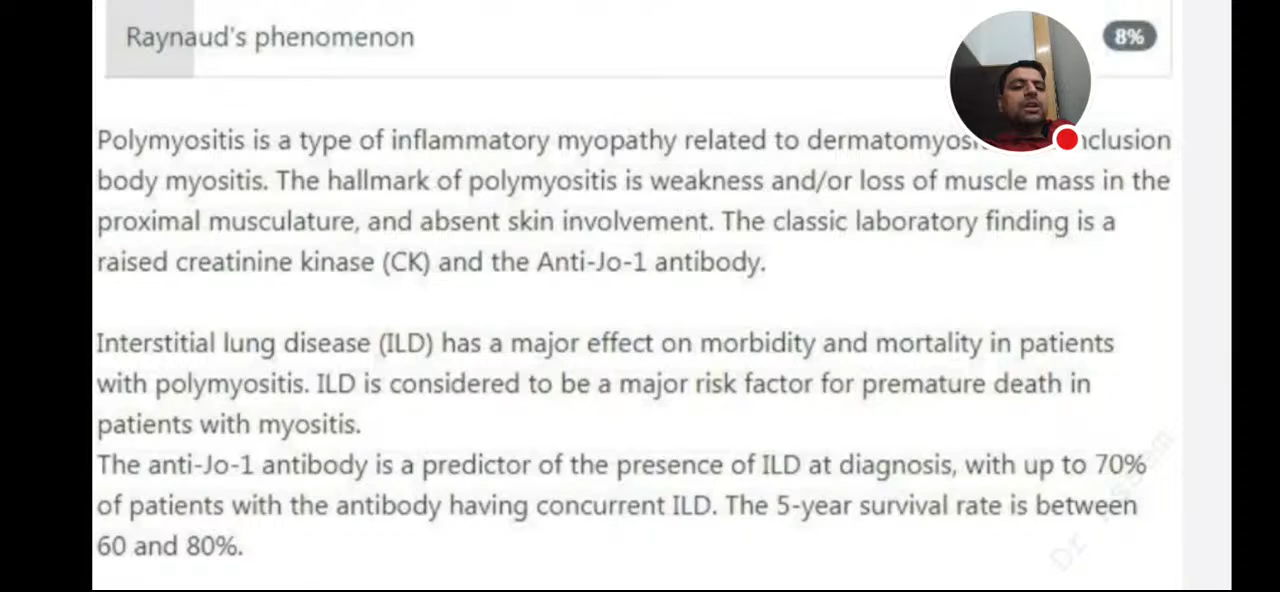 Raynaud's phenomenon
8%
Polymyositis is a type of inflammatory myopathy related to
body myositis. The hallmark of polymyositis is weakness and/or loss of muscle mass in the
proximal musculature, and absent skin involvement. The classic laboratory finding is a
raised creatinine kinase (CK) and the Anti-Jo-1 antibody.
Interstitial lung disease (ILD) has a major effect on morbidity and mortality in patients
with polymyositis. ILD is considered to be a major risk factor for premature death in
patients with myositis.
The anti-Jo-1 antibody is a predictor of the presence of ILD at diagnosis, with up to 70%
of patients with the antibody having concurrent ILD. The 5-year survival rate is between
60 and 80%.
Dr